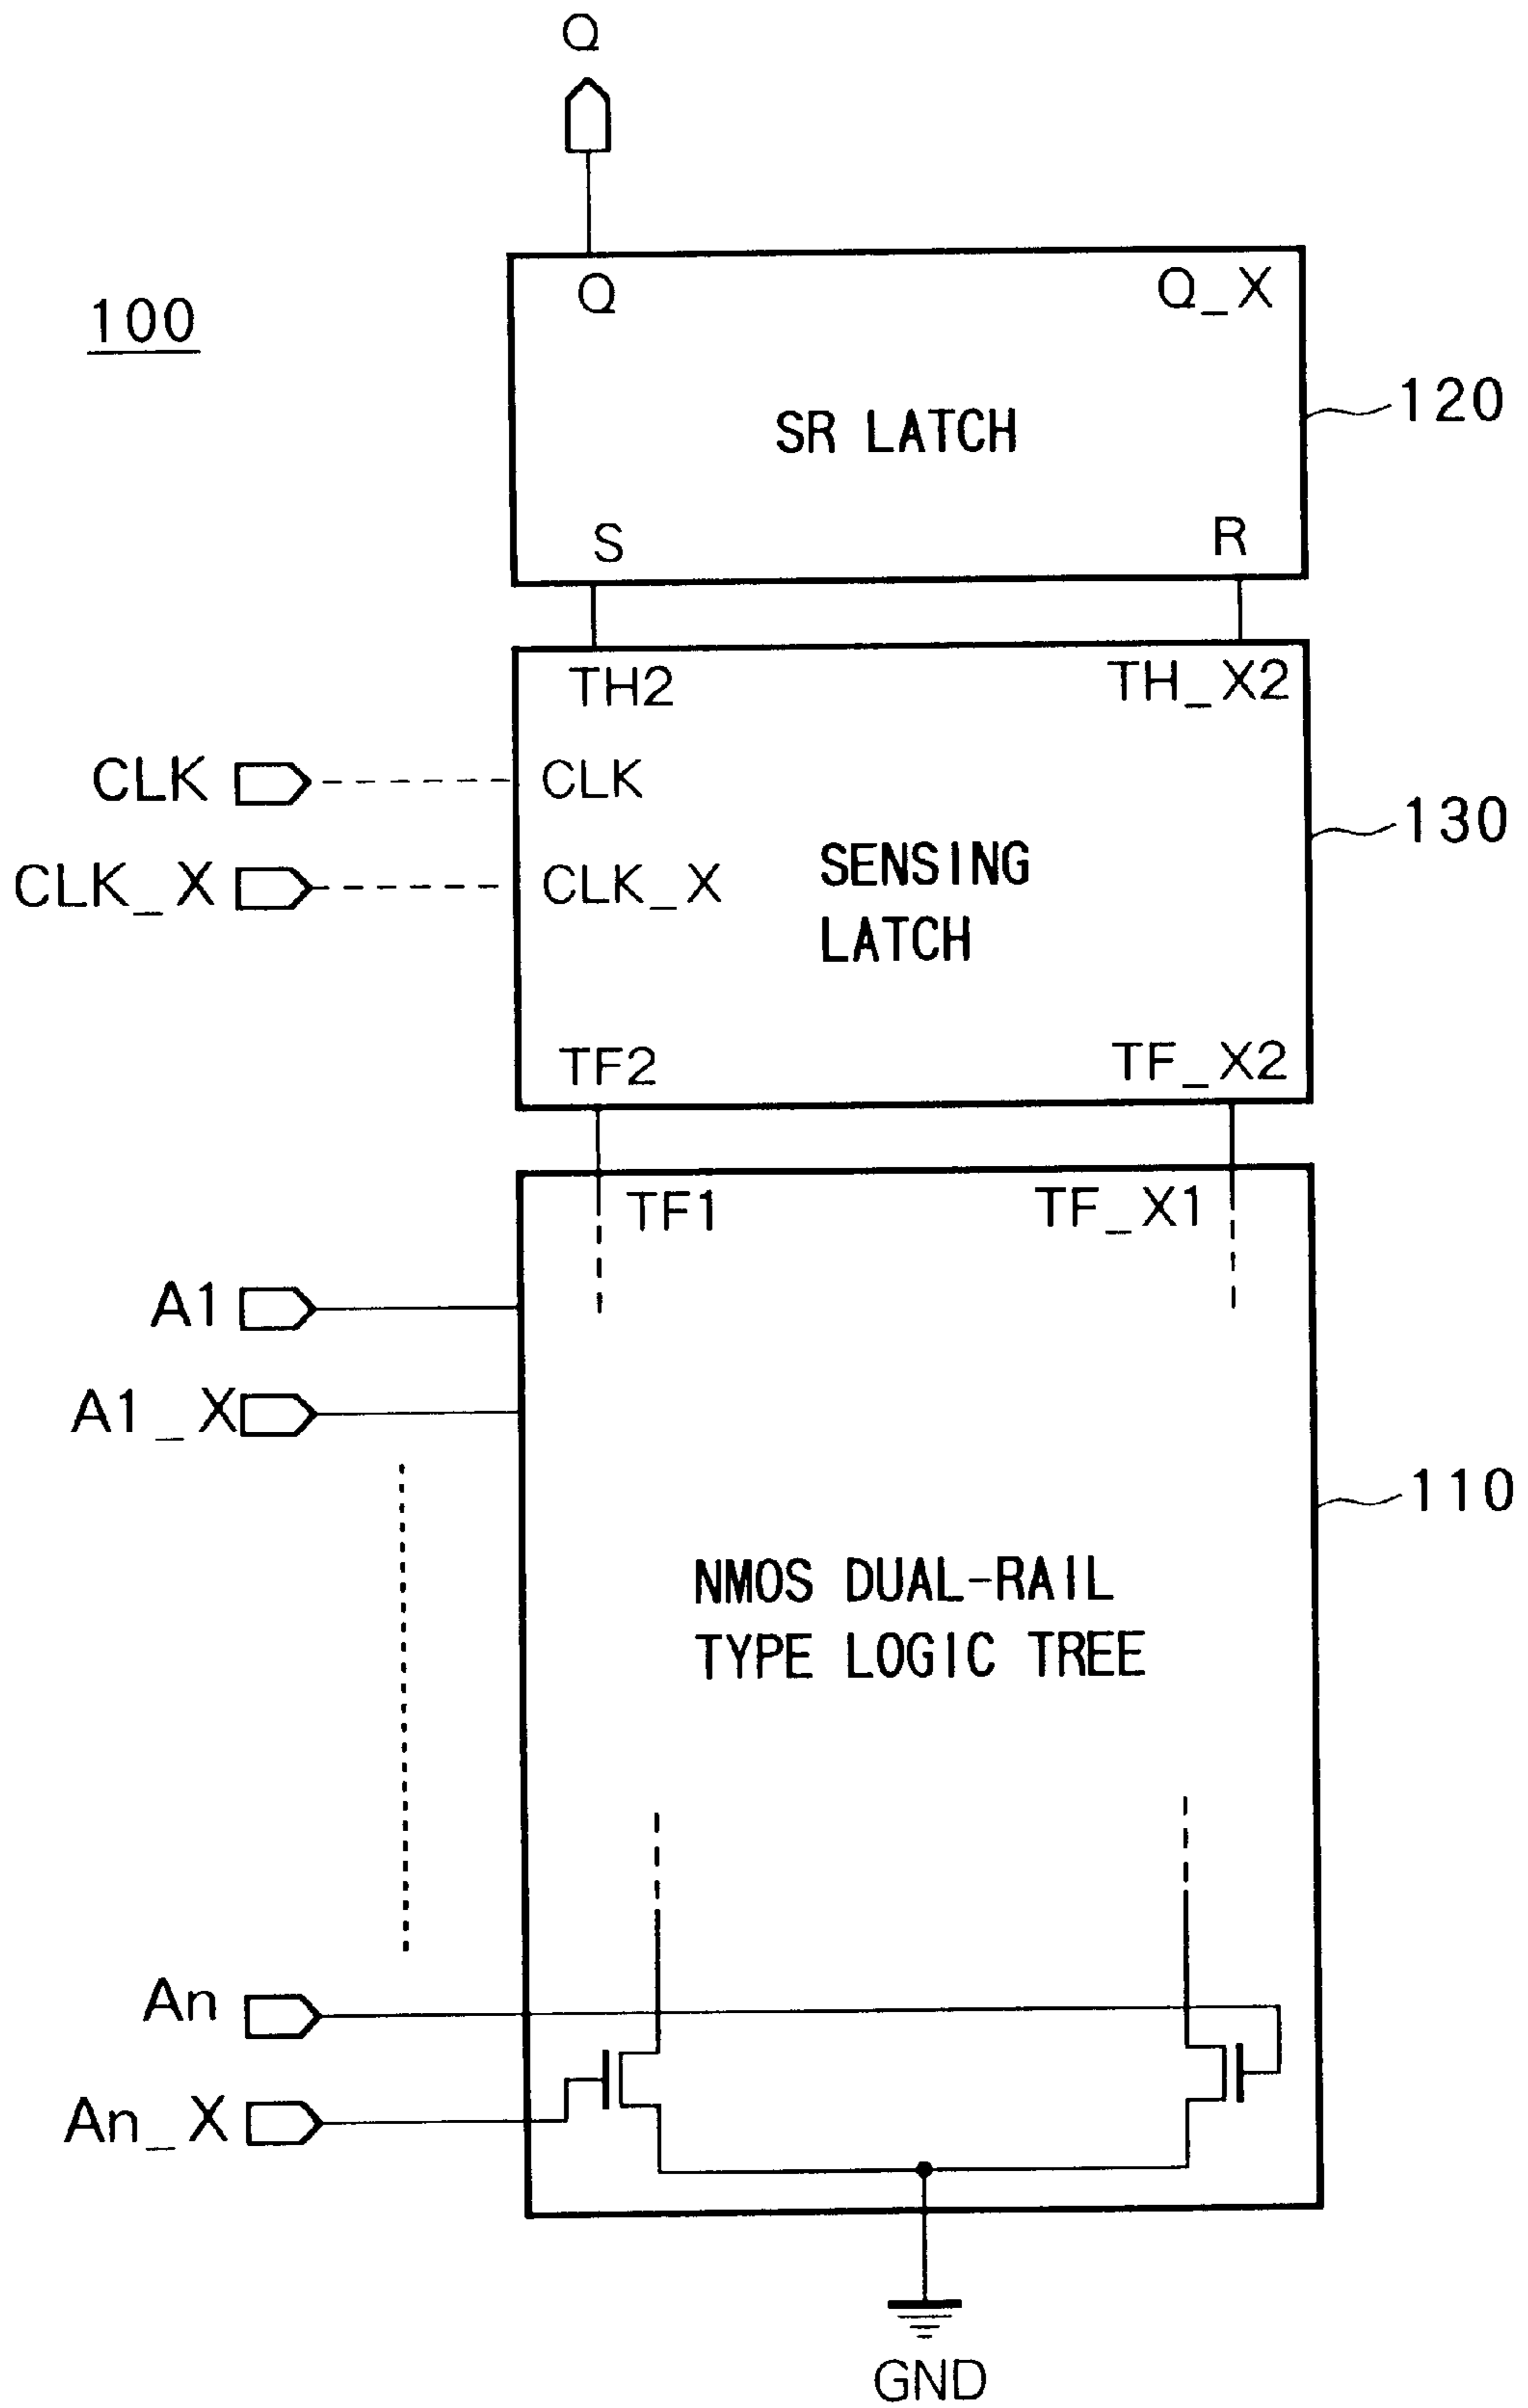 Q
100
Q Q_X
120
SR LATCH
S R
TH2 TH_X2
CLK CLK
130
CLK_X CLK_X
SENSING
LATCH
TF2 TF_X2
TF1 TF_X1
A1
A1_X
110
NMOS DUAL-RAIL
TYPE LOGIC TREE
An
An_X
GND